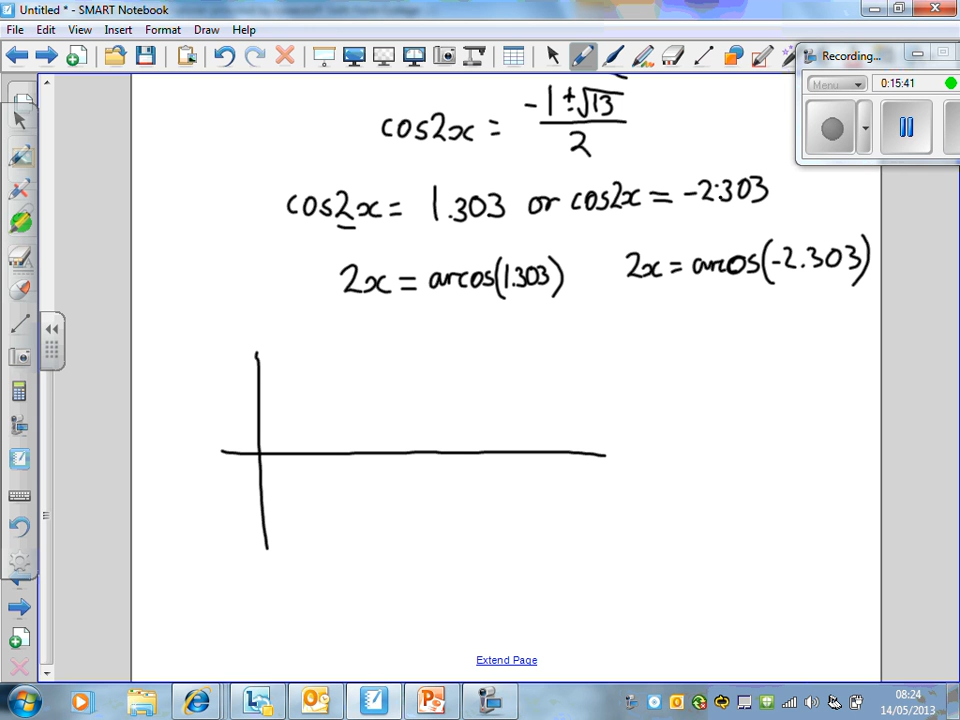 Untitled * - SMART Notebook
File Edit View Insert Format Draw Help
Recording...
Menu 0:15:41
cos2x = -1±√13 / 2
cos2x = 1.303 or cos2x = -2.303
2x = arcos(1.303) 2x = arcos(-2.303)
Extend Page
08:24
14/05/2013